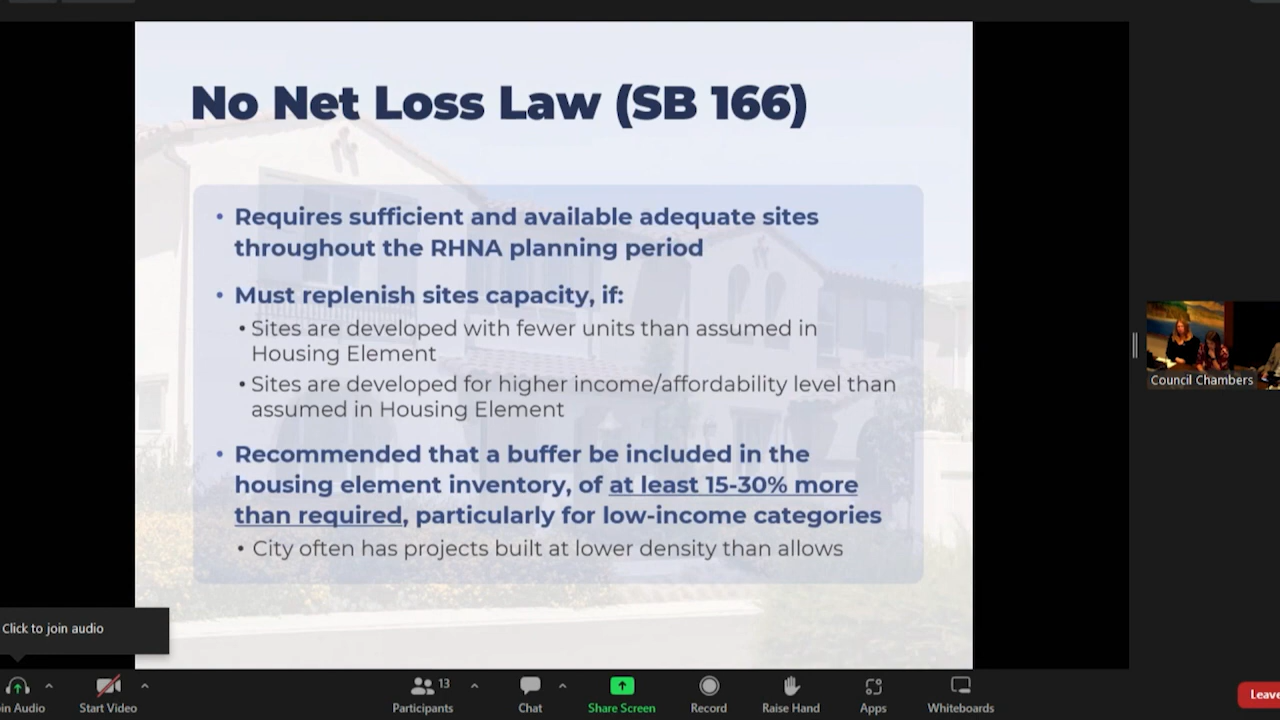 No Net Loss Law (SB 166)
• Requires sufficient and available adequate sites
throughout the RHNA planning period
• Must replenish sites capacity, if:
• Sites are developed with fewer units than assumed in
Housing Element
• Sites are developed for higher income/affordability level than
assumed in Housing Element
• Recommended that a buffer be included in the
housing element inventory, of at least 15-30% more
than required, particularly for low-income categories
• City often has projects built at lower density than allows
Council Chambers
Click to join audio
13
in Audio
Start Video
Participants
Chat
Share Screen
Record
Raise Hand
Apps
Whiteboards
Leave